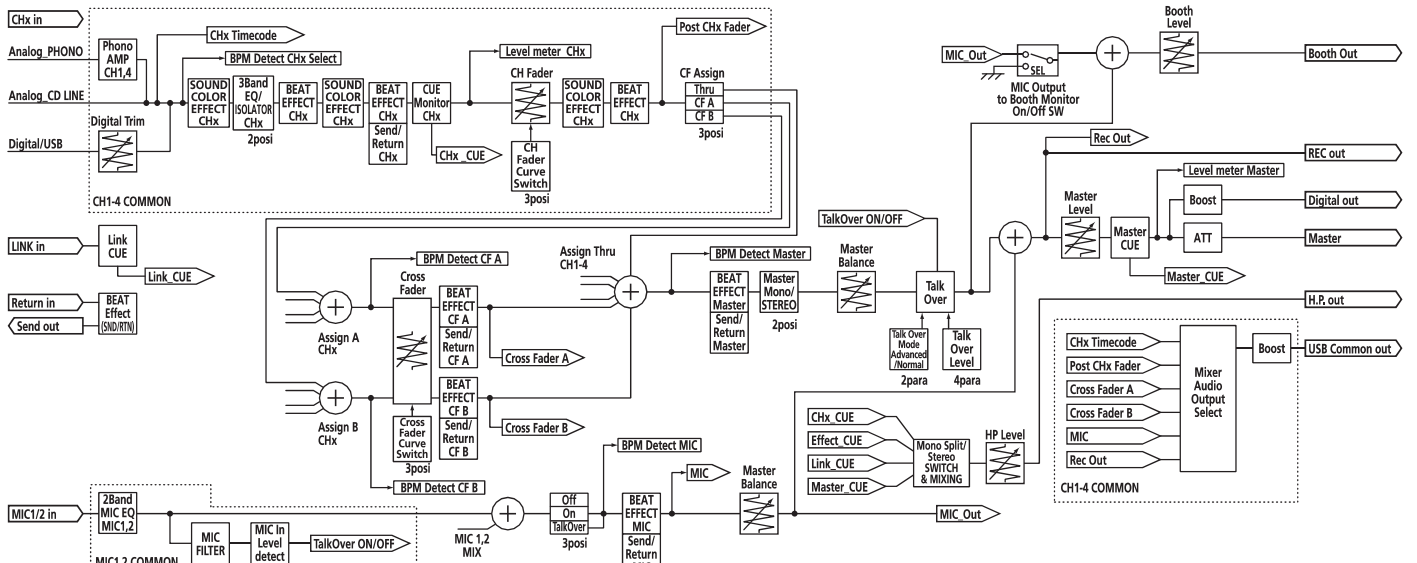 CHx in
Analog_PHONO
Phono
AMP
CH1,4
CHx Timecode
BPM Detect CHx Select
Analog_CD LINE
SOUND
COLOR
EFFECT
CHx
3Band
EQ/
ISOLATOR
CHx
2posi
BEAT
EFFECT
CHx
SOUND
COLOR
EFFECT
CHx
BEAT
EFFECT
CHx
Send/
Return
CHx
CUE
Monitor
CHx
CHx _CUE
Level meter CHx
CH Fader
CH
Fader
Curve
Switch
3posi
SOUND
COLOR
EFFECT
CHx
BEAT
EFFECT
CHx
Post CHx Fader
CF Assign
Thru
CF A
CF B
3posi
Digital Trim
Digital/USB
CH1-4 COMMON
MIC_Out
SEL
MIC Output
to Booth Monitor
On/Off SW
Booth
Level
Booth Out
Rec Out
REC out
Level meter Master
Master
Level
Master
CUE
Boost
Digital out
ATT
Master
Master_CUE
LINK in
Link
CUE
Link_CUE
Return in
Send out
BEAT
Effect
(SND/RTN)
BPM Detect CF A
Cross
Fader
Assign A
CHx
BEAT
EFFECT
CF A
Send/
Return
CF A
Cross Fader A
Assign B
CHx
Cross
Fader Curve
Switch
3posi
BEAT
EFFECT
CF B
Send/
Return
CF B
Cross Fader B
BPM Detect CF B
Assign Thru
CH1-4
BPM Detect Master
BEAT
EFFECT
Master
Send/
Return
Master
Master
Mono/
STEREO
2posi
Master
Balance
TalkOver ON/OFF
Talk
Over
Talk Over
Mode
Advanced
/Normal
2para
Talk
Over
Level
4para
H.P. out
CHx Timecode
Post CHx Fader
Cross Fader A
Cross Fader B
MIC
Rec Out
Mixer
Audio
Output
Select
Boost
USB Common out
CH1-4 COMMON
CHx_CUE
Effect_CUE
Link_CUE
Master_CUE
Mono Split/
Stereo
SWITCH
& MIXING
HP Level
MIC1/2 in
2Band
MIC EQ
MIC1,2
MIC
FILTER
MIC In
Level
detect
TalkOver ON/OFF
MIC1,2 COMMON
MIC 1,2
MIX
Off
On
TalkOver
3posi
BPM Detect MIC
BEAT
EFFECT
MIC
Send/
Return
MIC
Master
Balance
MIC_Out